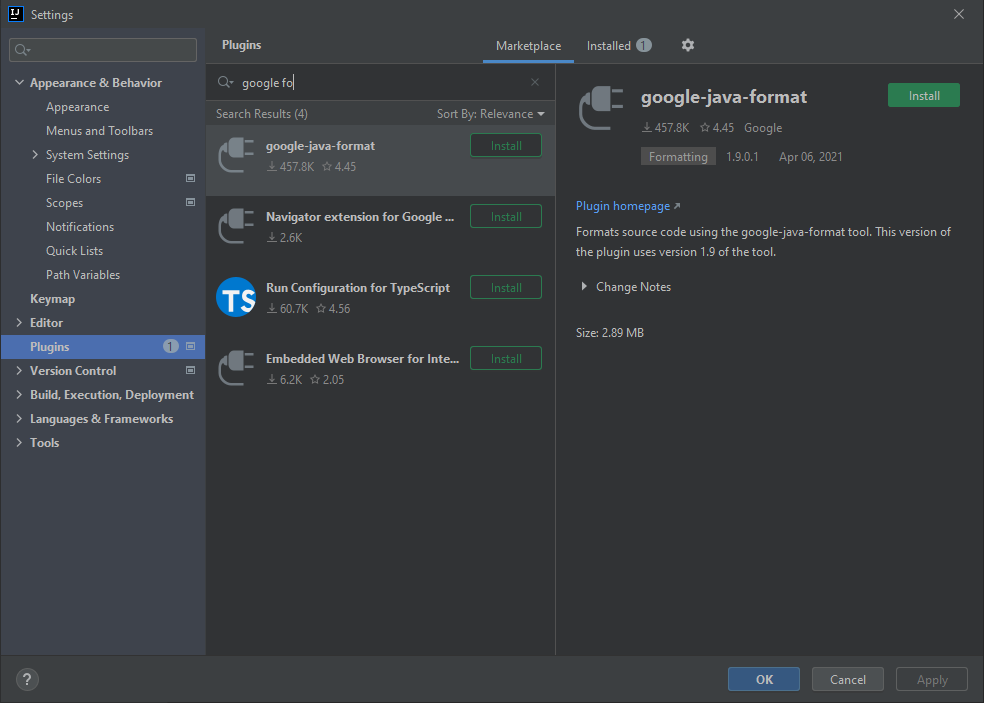 IJ
Settings
Appearance & Behavior
Appearance
Menus and Toolbars
System Settings
File Colors
Scopes
Notifications
Quick Lists
Path Variables
Keymap
Editor
Plugins 1
Version Control
Build, Execution, Deployment
Languages & Frameworks
Tools
Plugins
Marketplace Installed 1
google fo
Search Results (4) Sort By: Relevance
google-java-format Install
457.8K 4.45
Navigator extension for Google ... Install
2.6K
TS
Run Configuration for TypeScript Install
60.7K 4.56
Embedded Web Browser for Inte... Install
6.2K 2.05
google-java-format Install
457.8K 4.45 Google
Formatting 1.9.0.1 Apr 06, 2021
Plugin homepage
Formats source code using the google-java-format tool. This version of
the plugin uses version 1.9 of the tool.
Change Notes
Size: 2.89 MB
? OK Cancel Apply